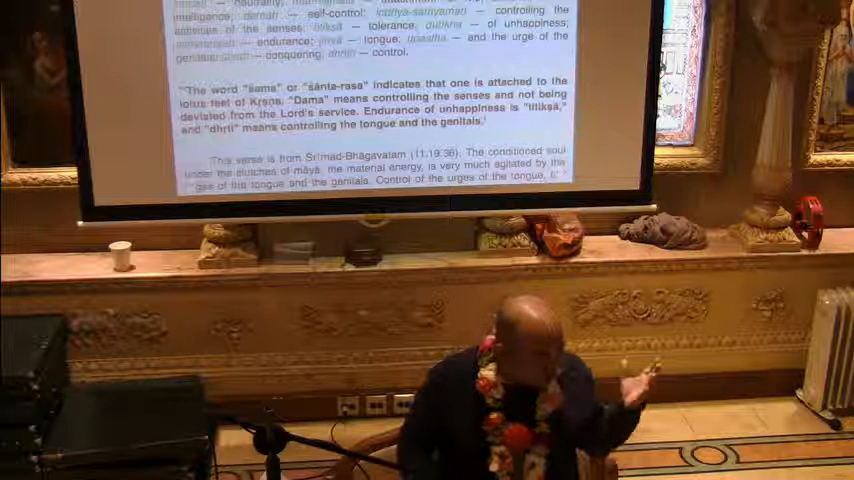 intelligence; damaḥ — self-control; indriya-saṁyamaḥ — controlling the
activities of the senses; titikṣā — tolerance; duḥkha — of unhappiness;
endurance; jihvā — tongue; upastha — and the urge of the
genitals; conquering; dhṛtiḥ — control.
"The word "śama" or "śānta-rasa" indicates that one is attached to the
lotus feet of Kṛṣṇa. "Dama" means controlling the senses and not being
deviated from the Lord's service. Endurance of unhappiness is "titikṣā,"
and "dhṛti" means controlling the tongue and the genitals.'
This verse is from Śrīmad-Bhāgavatam (11.19.36). The conditioned soul
under the clutches of māyā, the material energy, is very much agitated by the
urges of the tongue and the genitals. Control of the urges of the tongue,